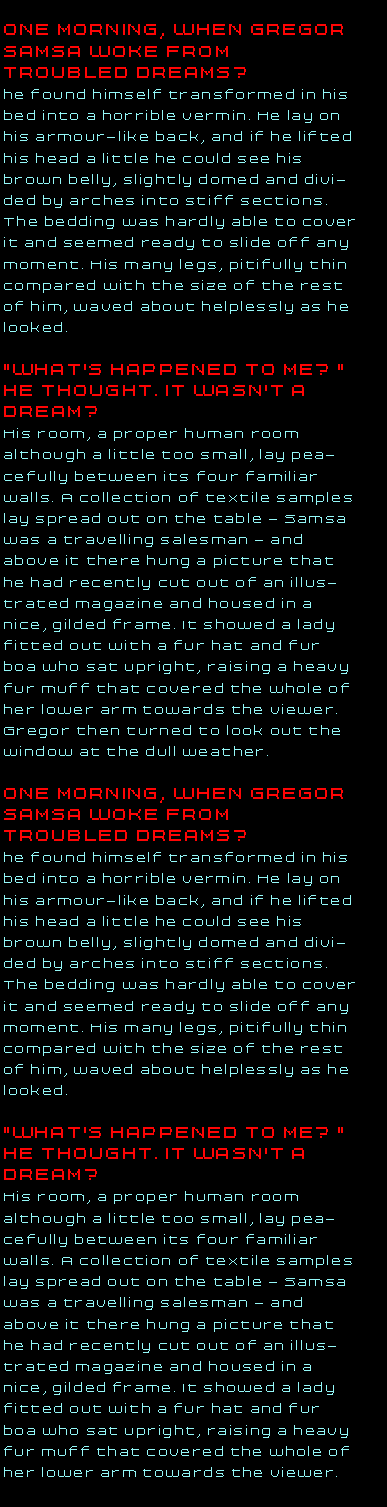 ONE MORNING, WHEN GREGOR
SAMSA WOKE FROM
TROUBLED DREAMS?
he found himself transformed in his
bed into a horrible vermin. He lay on
his armour-like back, and if he lifted
his head a little he could see his
brown belly, slightly domed and divi-
ded by arches into stiff sections.
The bedding was hardly able to cover
it and seemed ready to slide off any
moment. His many legs, pitifully thin
compared with the size of the rest
of him, waved about helplessly as he
looked.
"WHAT'S HAPPENED TO ME? "
HE THOUGHT. IT WASN'T A
DREAM?
His room, a proper human room
although a little too small, lay pea-
cefully between its four familiar
walls. A collection of textile samples
lay spread out on the table - Samsa
was a travelling salesman - and
above it there hung a picture that
he had recently cut out of an illus-
trated magazine and housed in a
nice, gilded frame. It showed a lady
fitted out with a fur hat and fur
boa who sat upright, raising a heavy
fur muff that covered the whole of
her lower arm towards the viewer.
Gregor then turned to look out the
window at the dull weather.
ONE MORNING, WHEN GREGOR
SAMSA WOKE FROM
TROUBLED DREAMS?
he found himself transformed in his
bed into a horrible vermin. He lay on
his armour-like back, and if he lifted
his head a little he could see his
brown belly, slightly domed and divi-
ded by arches into stiff sections.
The bedding was hardly able to cover
it and seemed ready to slide off any
moment. His many legs, pitifully thin
compared with the size of the rest
of him, waved about helplessly as he
looked.
"WHAT'S HAPPENED TO ME? "
HE THOUGHT. IT WASN'T A
DREAM?
His room, a proper human room
although a little too small, lay pea-
cefully between its four familiar
walls. A collection of textile samples
lay spread out on the table - Samsa
was a travelling salesman - and
above it there hung a picture that
he had recently cut out of an illus-
trated magazine and housed in a
nice, gilded frame. It showed a lady
fitted out with a fur hat and fur
boa who sat upright, raising a heavy
fur muff that covered the whole of
her lower arm towards the viewer.